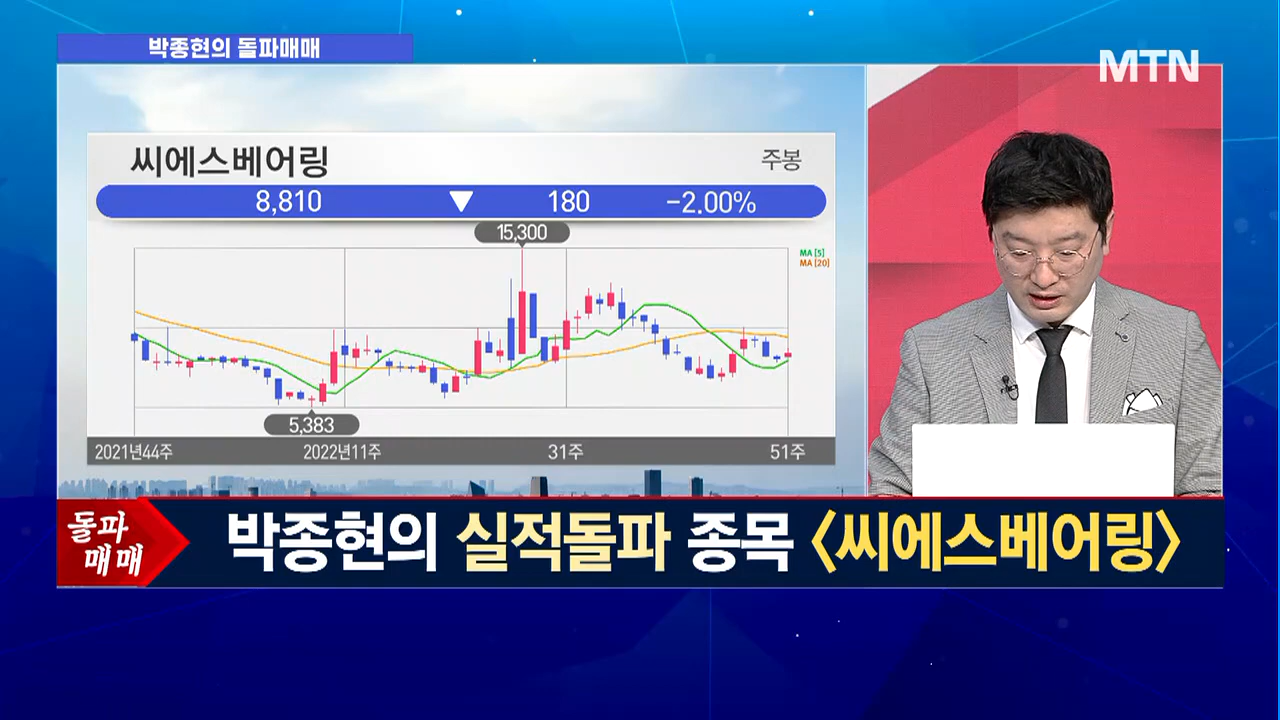 박종현의 돌파매매
MTN
씨에스베어링
주봉
8,810 ▼ 180 -2.00%
15,300
MA [5]
MA [20]
5,383
2021년44주 2022년11주 31주 51주
돌파
매매
박종현의 실적돌파 종목 〈씨에스베어링〉